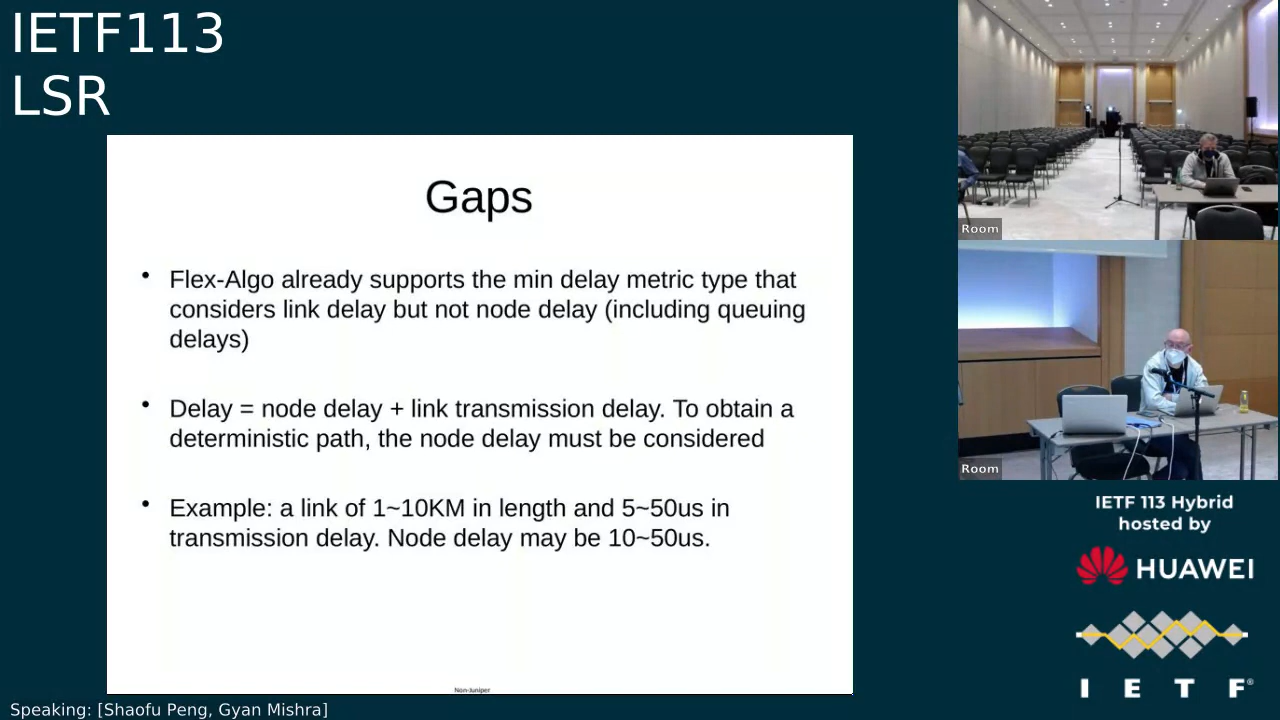 IETF113
LSR
Gaps
• Flex-Algo already supports the min delay metric type that
considers link delay but not node delay (including queuing
delays)
• Delay = node delay + link transmission delay. To obtain a
deterministic path, the node delay must be considered
• Example: a link of 1~10KM in length and 5~50us in
transmission delay. Node delay may be 10~50us.
Non-Juniper
Room
Room
IETF 113 Hybrid
hosted by
HUAWEI
I E T F®
Speaking: [Shaofu Peng, Gyan Mishra]